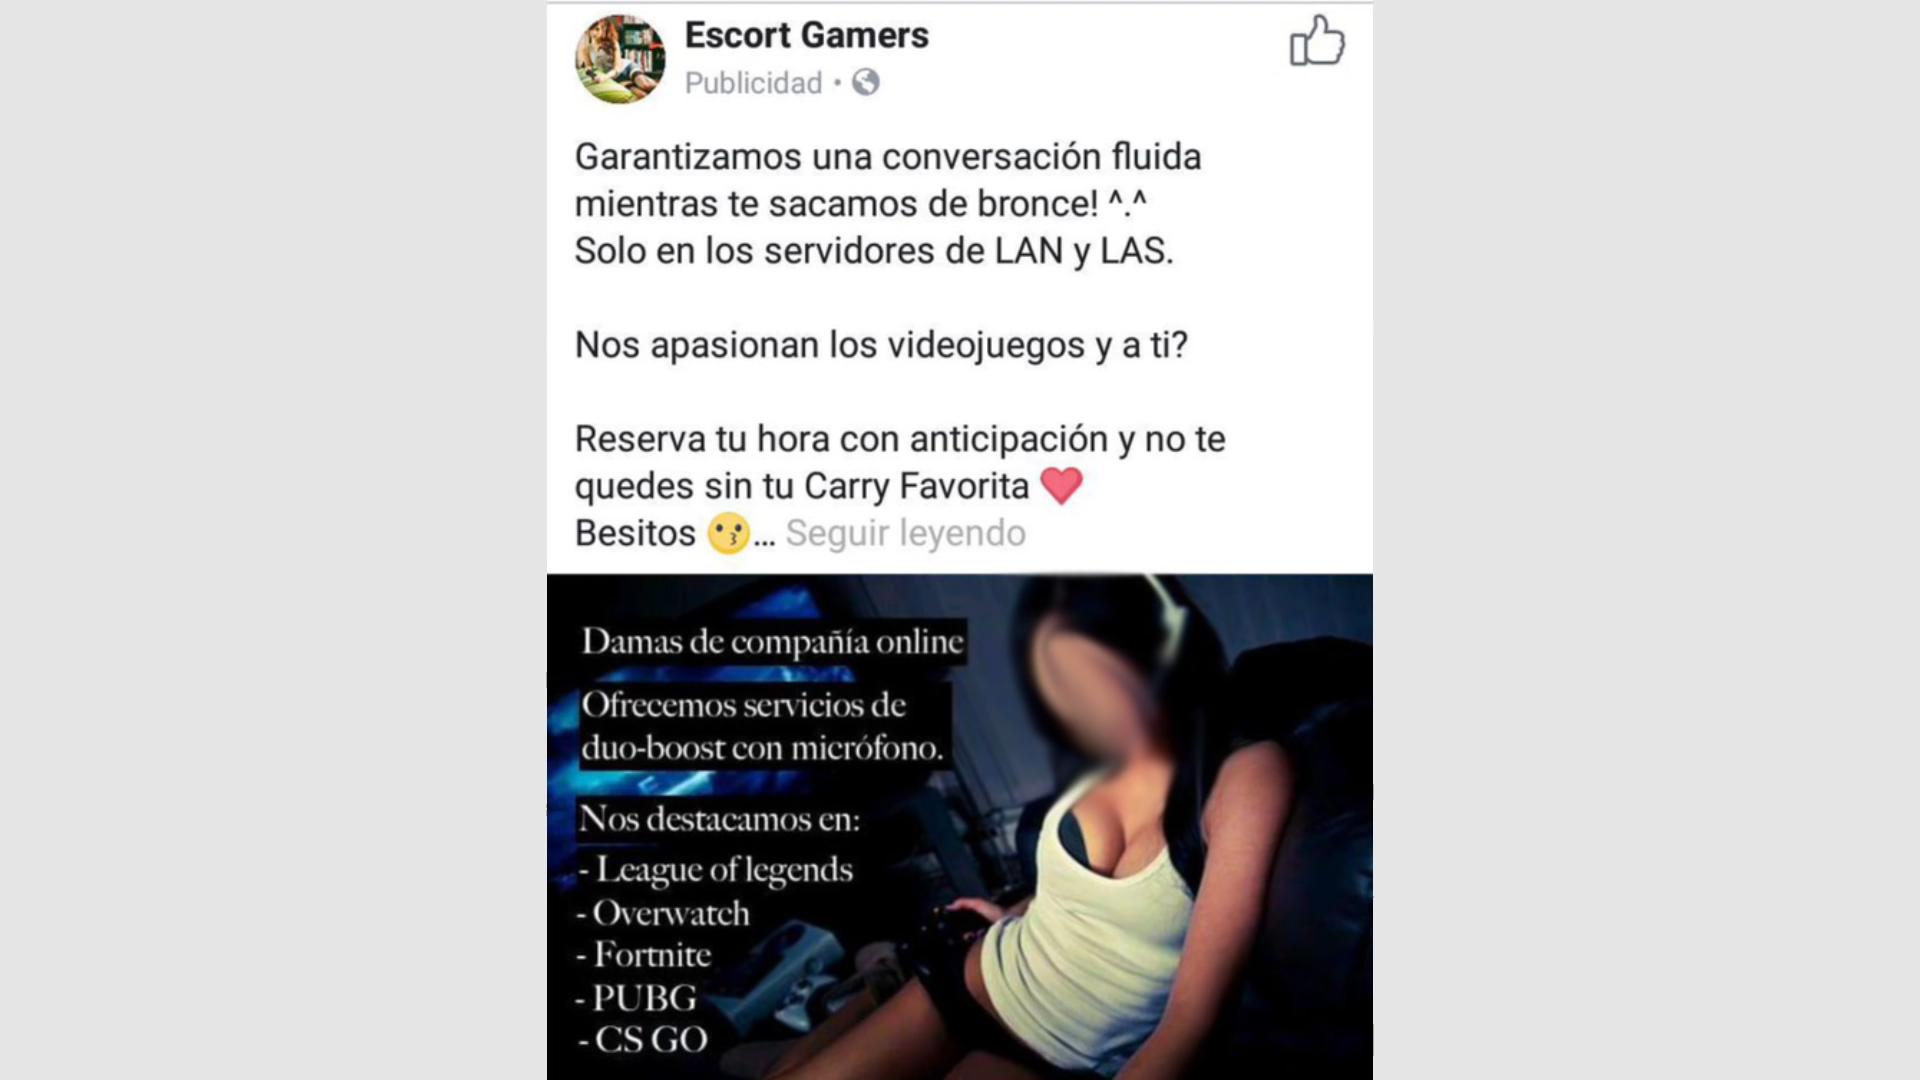 Escort Gamers
Publicidad ·
Garantizamos una conversación fluida
mientras te sacamos de bronce! ^.^
Solo en los servidores de LAN y LAS.
Nos apasionan los videojuegos y a ti?
Reserva tu hora con anticipación y no te
quedes sin tu Carry Favorita ❤️
Besitos 😗... Seguir leyendo
Damas de compañía online
Ofrecemos servicios de
duo-boost con micrófono.
Nos destacamos en:
- League of legends
- Overwatch
- Fortnite
- PUBG
- CS GO